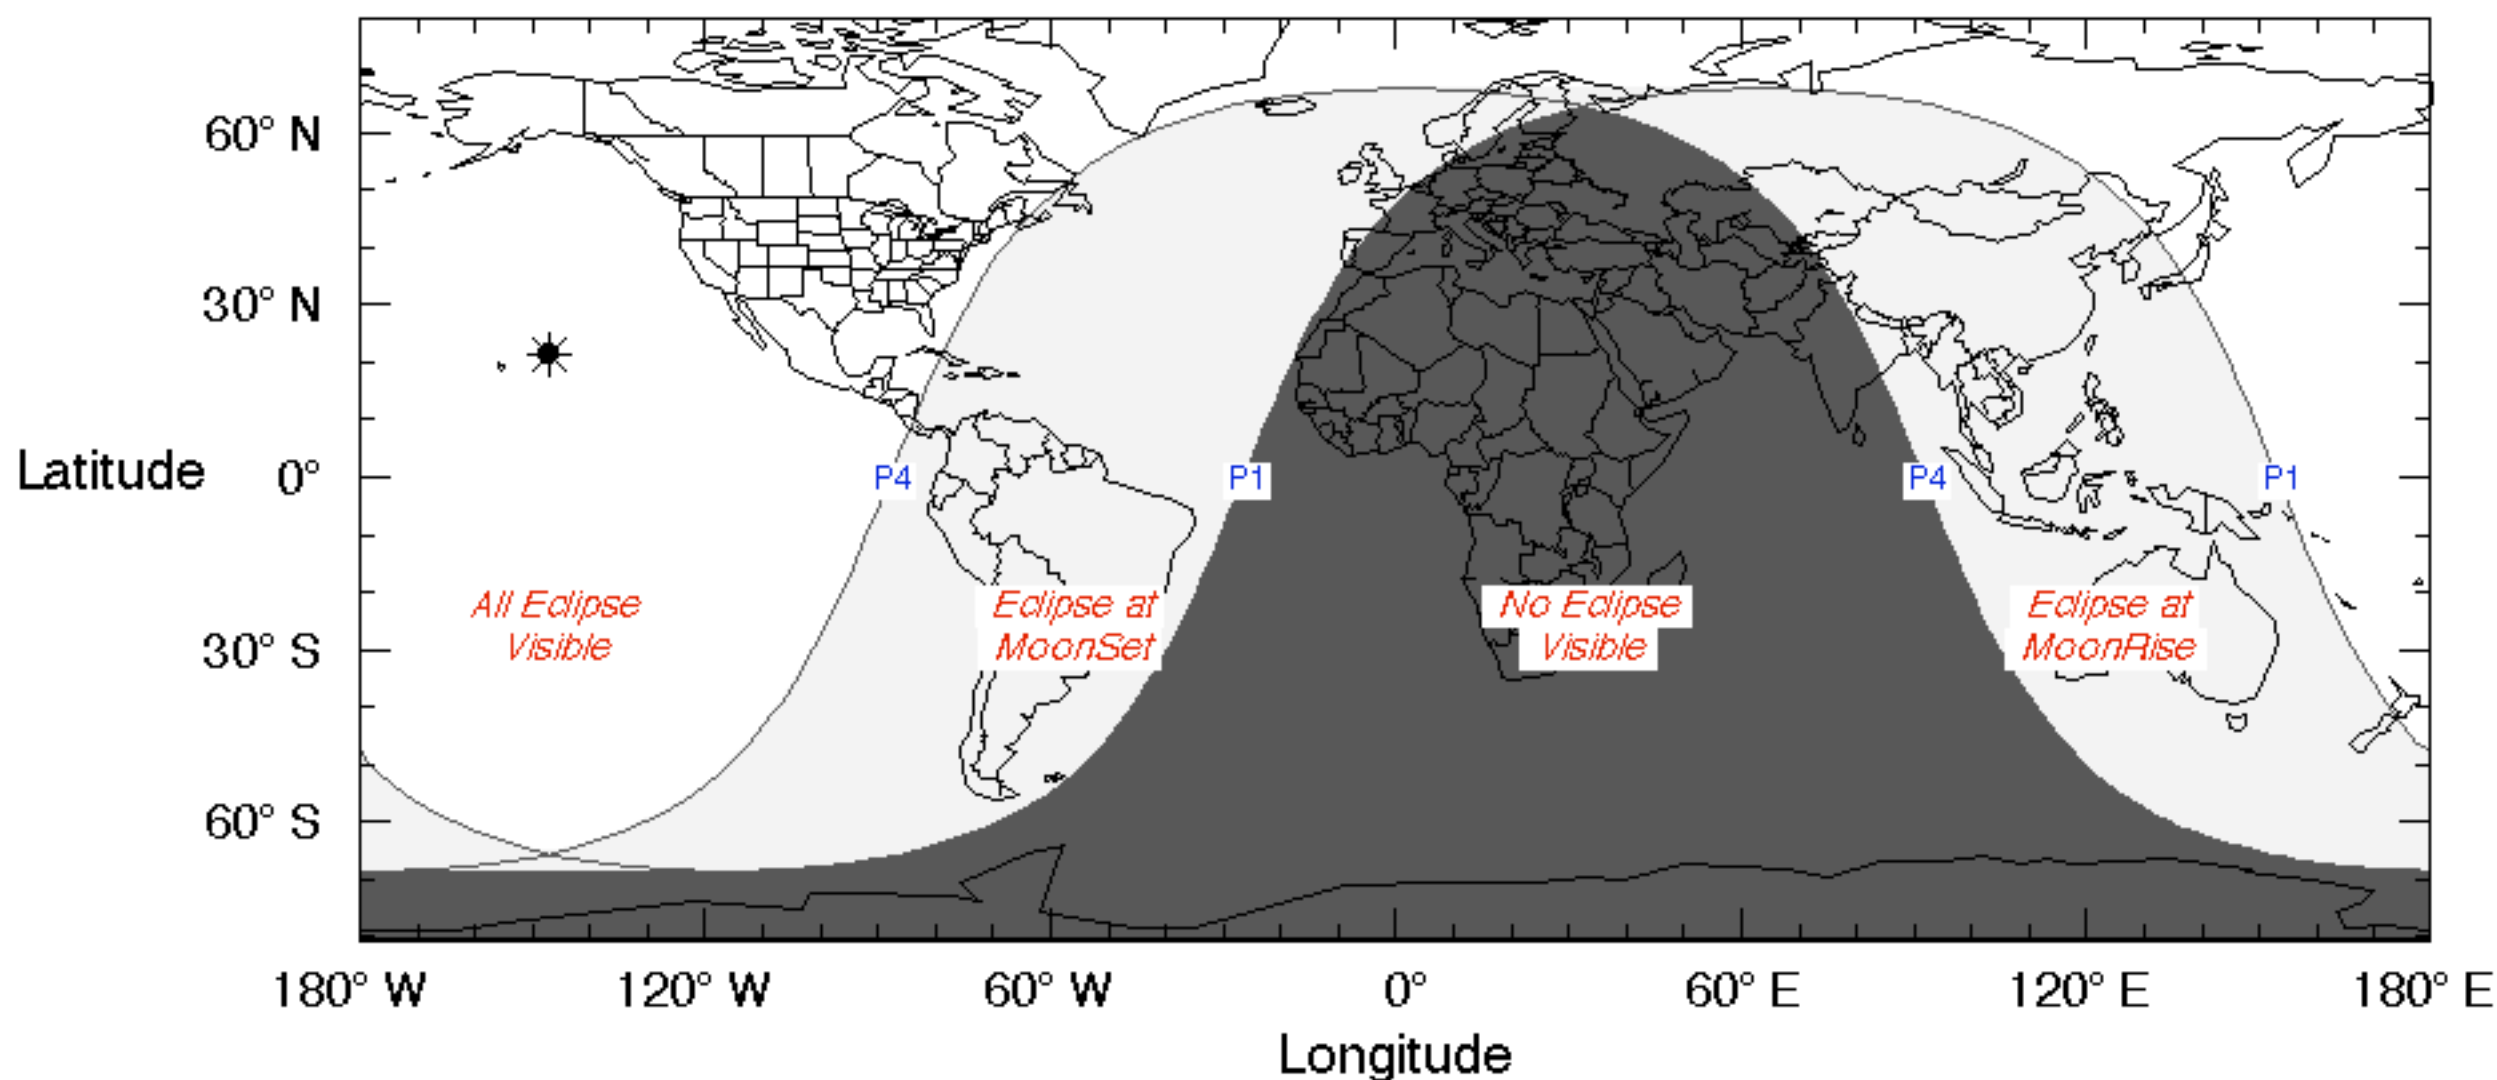 60° N
30° N
Latitude 0°
P4 P1 P4 P1
All Eclipse Visible
Eclipse at MoonSet
No Eclipse Visible
Eclipse at MoonRise
30° S
60° S
180° W 120° W 60° W 0° 60° E 120° E 180° E
Longitude